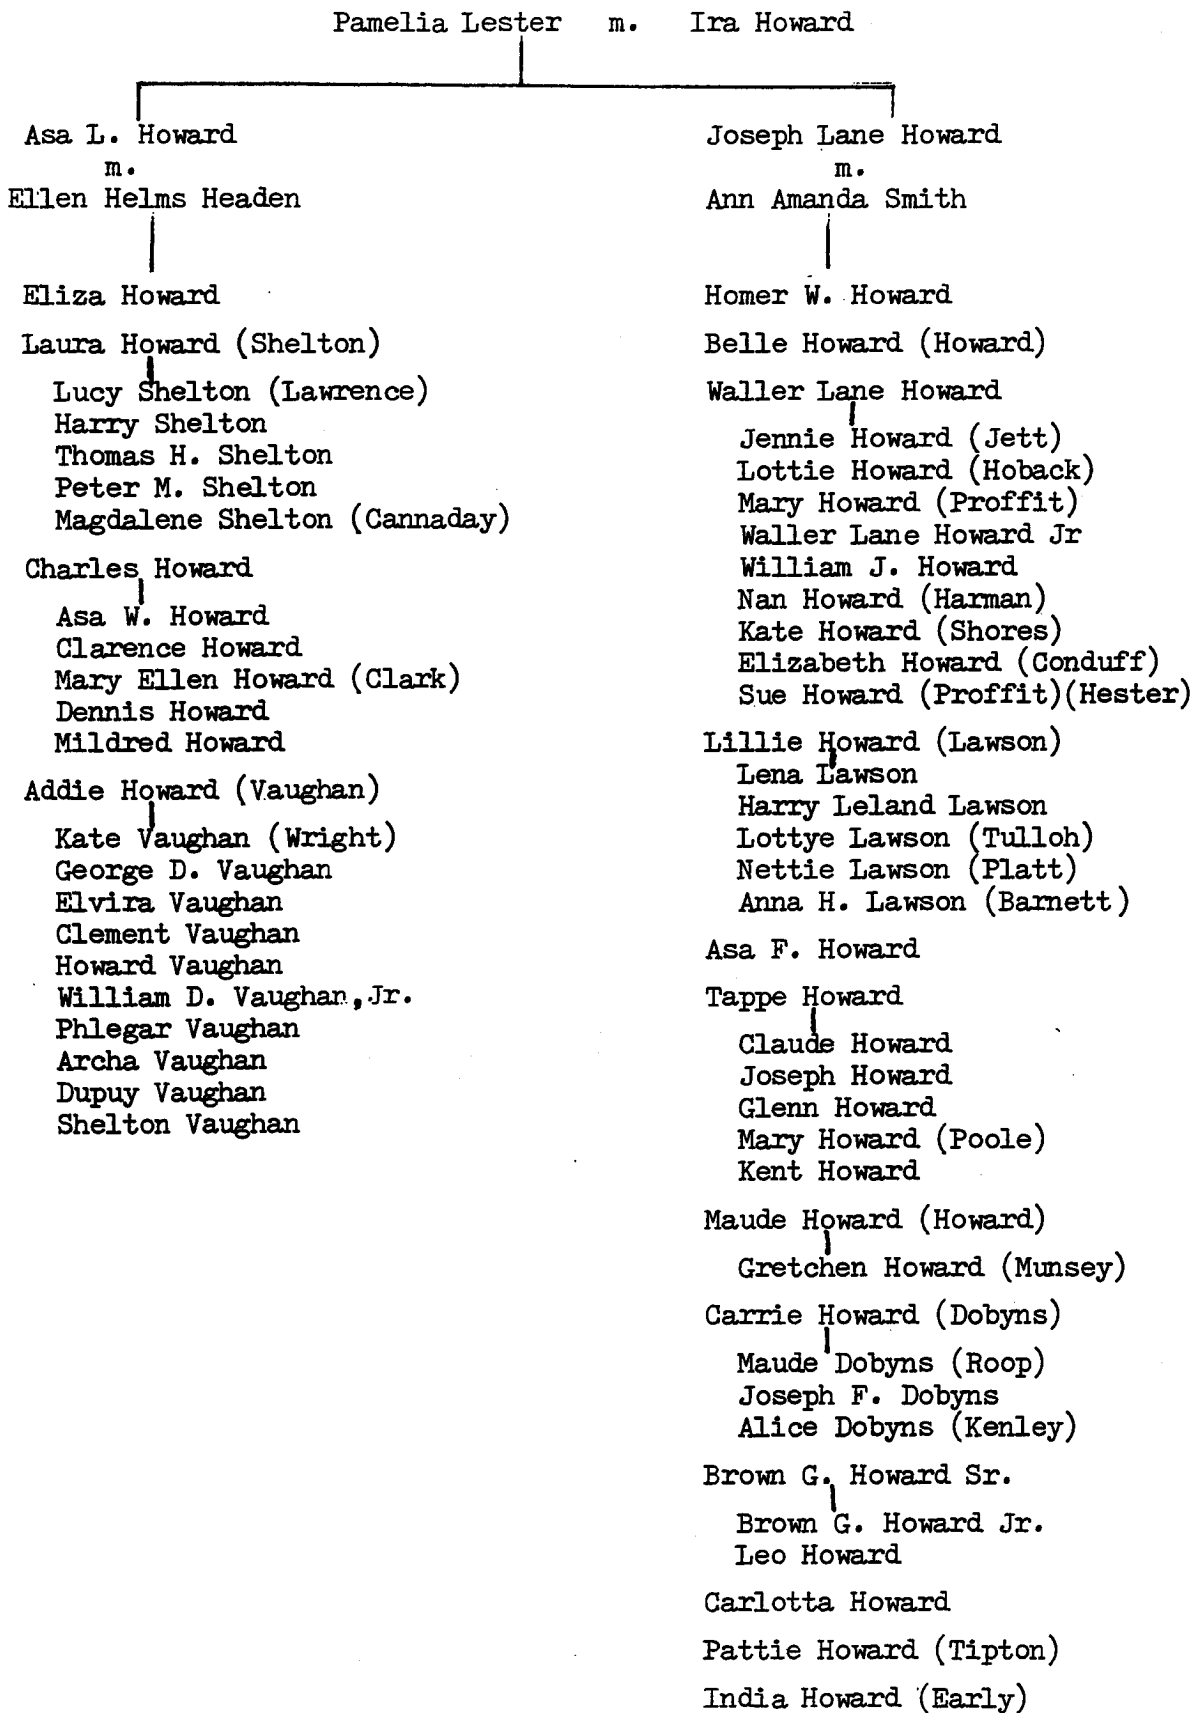 Pamelia Lester m. Ira Howard
Asa L. Howard
m.
Ellen Helms Headen
Eliza Howard
Laura Howard (Shelton)
Lucy Shelton (Lawrence)
Harry Shelton
Thomas H. Shelton
Peter M. Shelton
Magdalene Shelton (Cannaday)
Charles Howard
Asa W. Howard
Clarence Howard
Mary Ellen Howard (Clark)
Dennis Howard
Mildred Howard
Addie Howard (Vaughan)
Kate Vaughan (Wright)
George D. Vaughan
Elvira Vaughan
Clement Vaughan
Howard Vaughan
William D. Vaughan,Jr.
Phlegar Vaughan
Archa Vaughan
Dupuy Vaughan
Shelton Vaughan
Joseph Lane Howard
m.
Ann Amanda Smith
Homer W. Howard
Belle Howard (Howard)
Waller Lane Howard
Jennie Howard (Jett)
Lottie Howard (Hoback)
Mary Howard (Proffit)
Waller Lane Howard Jr
William J. Howard
Nan Howard (Harman)
Kate Howard (Shores)
Elizabeth Howard (Conduff)
Sue Howard (Proffit)(Hester)
Lillie Howard (Lawson)
Lena Lawson
Harry Leland Lawson
Lottye Lawson (Tulloh)
Nettie Lawson (Platt)
Anna H. Lawson (Barnett)
Asa F. Howard
Tappe Howard
Claude Howard
Joseph Howard
Glenn Howard
Mary Howard (Poole)
Kent Howard
Maude Howard (Howard)
Gretchen Howard (Munsey)
Carrie Howard (Dobyns)
Maude Dobyns (Roop)
Joseph F. Dobyns
Alice Dobyns (Kenley)
Brown G. Howard Sr.
Brown G. Howard Jr.
Leo Howard
Carlotta Howard
Pattie Howard (Tipton)
India Howard (Early)